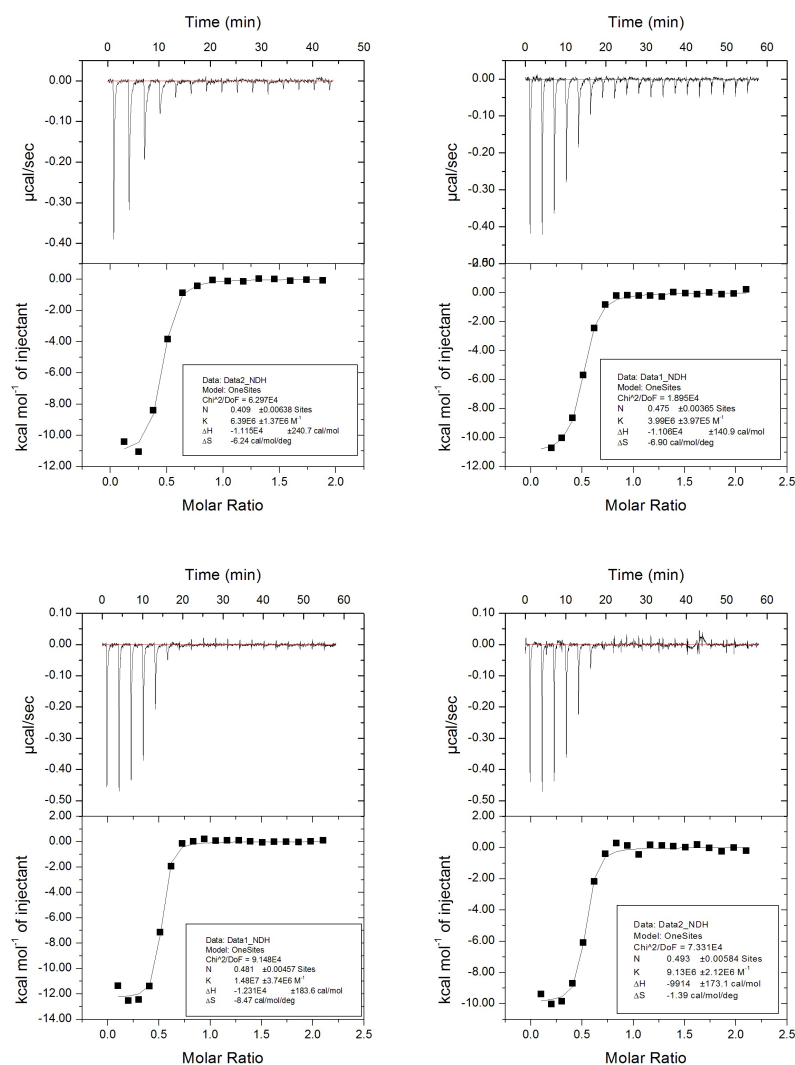 Time (min)
0 10 20 30 40 50
0.00
-0.10
-0.20
-0.30
-0.40
µcal/sec
0.00
-2.00
-4.00
-6.00
-8.00
-10.00
-12.00
kcal mol⁻¹ of injectant
Data: Data2_NDH
Model: OneSites
Chi^2/DoF = 6.297E4
N 0.409 ±0.00638 Sites
K 6.39E6 ±1.37E6 M⁻¹
ΔH -1.115E4 ±240.7 cal/mol
ΔS -6.24 cal/mol/deg
0.0 0.5 1.0 1.5 2.0
Molar Ratio
Time (min)
0 10 20 30 40 50 60
0.00
-0.10
-0.20
-0.30
-0.40
µcal/sec
0.00
-2.00
-4.00
-6.00
-8.00
-10.00
-12.00
kcal mol⁻¹ of injectant
Data: Data1_NDH
Model: OneSites
Chi^2/DoF = 1.895E4
N 0.475 ±0.00365 Sites
K 3.99E6 ±3.97E5 M⁻¹
ΔH -1.106E4 ±140.9 cal/mol
ΔS -6.90 cal/mol/deg
0.0 0.5 1.0 1.5 2.0 2.5
Molar Ratio
Time (min)
0 10 20 30 40 50 60
0.10
0.00
-0.10
-0.20
-0.30
-0.40
-0.50
µcal/sec
2.00
0.00
-2.00
-4.00
-6.00
-8.00
-10.00
-12.00
-14.00
kcal mol⁻¹ of injectant
Data: Data1_NDH
Model: OneSites
Chi^2/DoF = 9.148E4
N 0.481 ±0.00457 Sites
K 1.48E7 ±3.74E6 M⁻¹
ΔH -1.231E4 ±183.6 cal/mol
ΔS -8.47 cal/mol/deg
0.0 0.5 1.0 1.5 2.0
Molar Ratio
Time (min)
0 10 20 30 40 50 60
0.10
0.00
-0.10
-0.20
-0.30
-0.40
-0.50
µcal/sec
2.00
0.00
-2.00
-4.00
-6.00
-8.00
-10.00
kcal mol⁻¹ of injectant
Data: Data2_NDH
Model: OneSites
Chi^2/DoF = 7.331E4
N 0.493 ±0.00584 Sites
K 9.13E6 ±2.12E6 M⁻¹
ΔH -9914 ±173.1 cal/mol
ΔS -1.39 cal/mol/deg
0.0 0.5 1.0 1.5 2.0 2.5
Molar Ratio